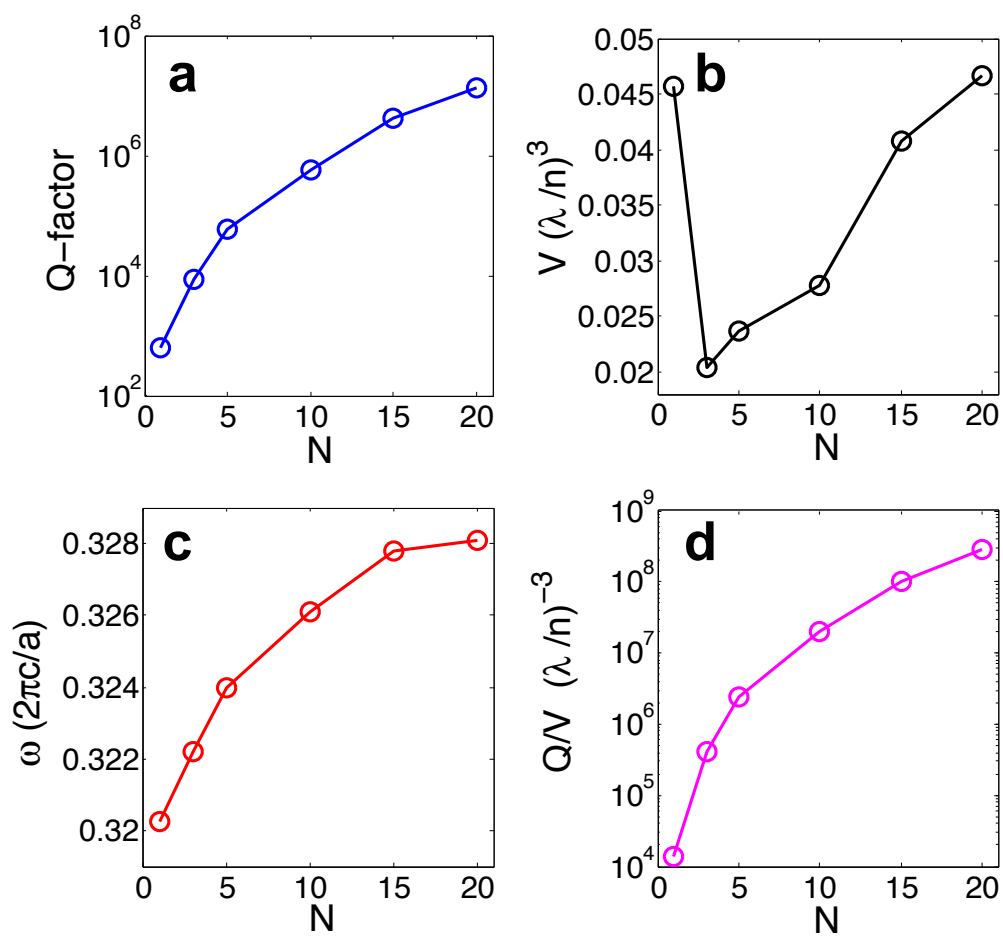 a
Q−factor
10^8
10^6
10^4
10^2
0 5 10 15 20
N
b
V (λ /n)^3
0.05
0.045
0.04
0.035
0.03
0.025
0.02
0 5 10 15 20
N
c
ω (2πc/a)
0.328
0.326
0.324
0.322
0.32
0 5 10 15 20
N
d
Q/V (λ /n)^−3
10^9
10^8
10^7
10^6
10^5
10^4
0 5 10 15 20
N